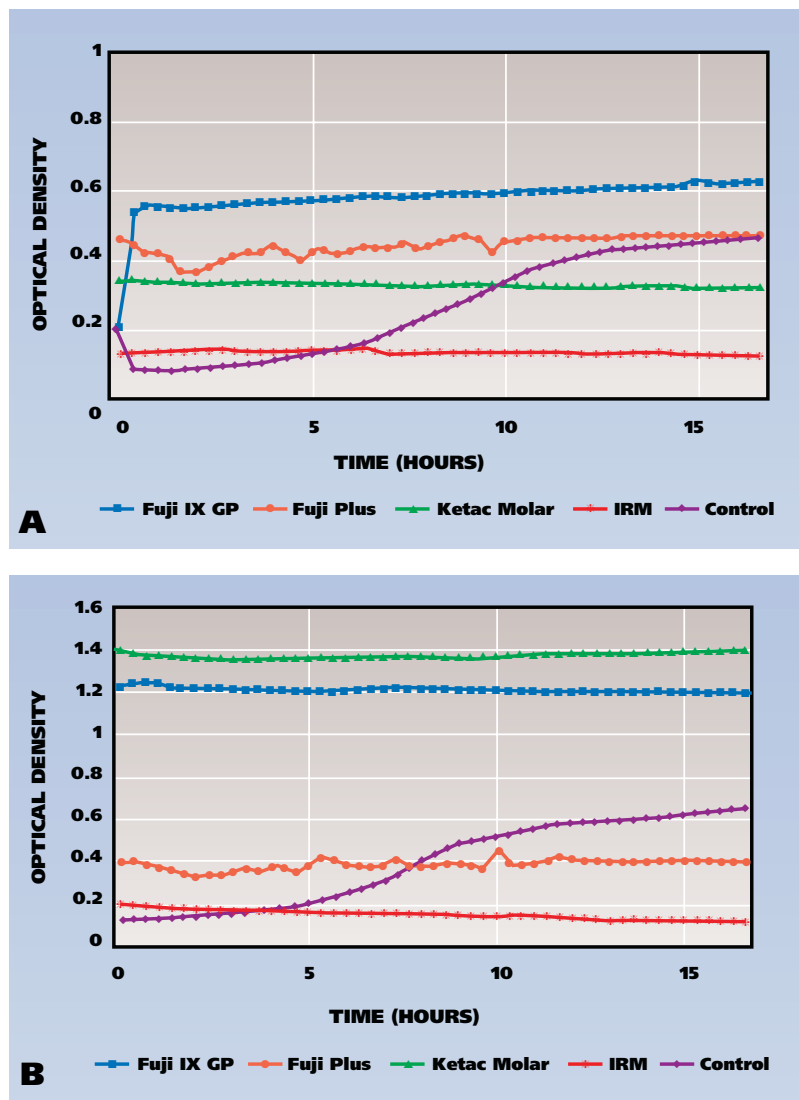 1
0.8
0.6
0.4
0.2
0
OPTICAL DENSITY
0 5 10 15
TIME (HOURS)
A
Fuji IX GP Fuji Plus Ketac Molar IRM Control
1.6
1.4
1.2
1
0.8
0.6
0.4
0.2
0
OPTICAL DENSITY
0 5 10 15
TIME (HOURS)
B
Fuji IX GP Fuji Plus Ketac Molar IRM Control